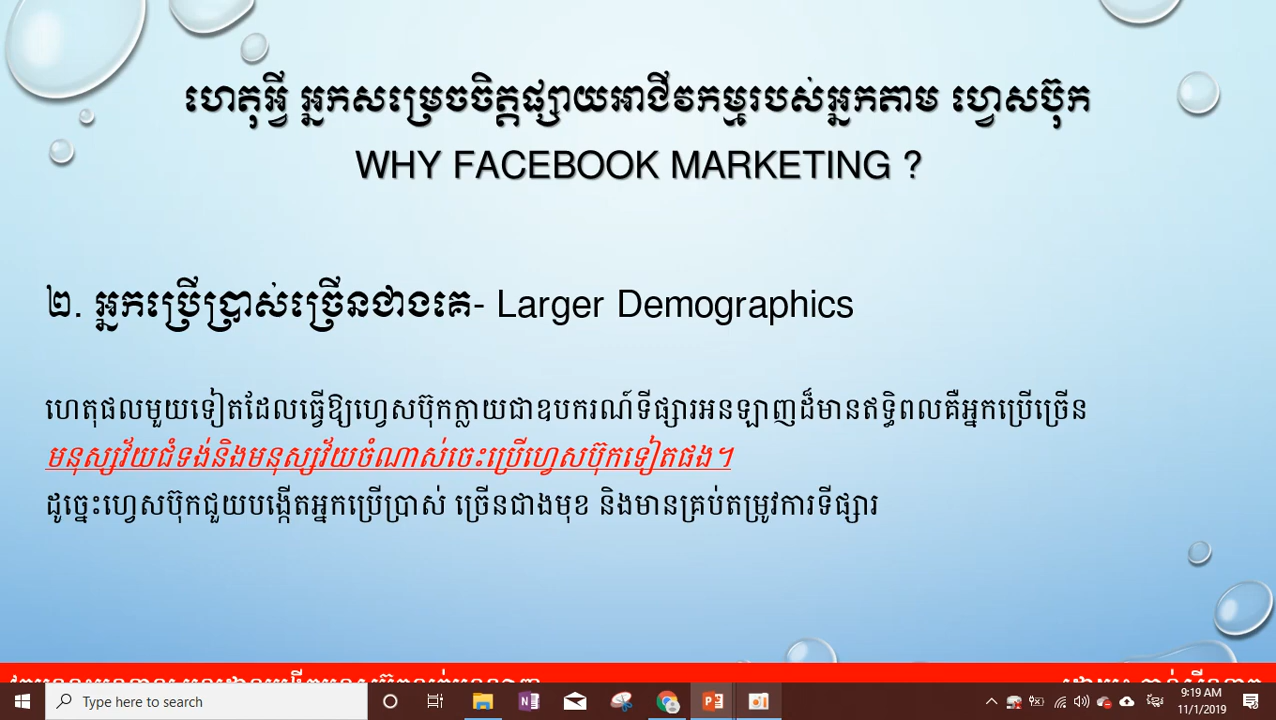 ហេតុអ្វី អ្នកសម្រេចចិត្តផ្សាយអាជីវកម្មរបស់អ្នកតាម ហ្វេសប៊ុក
WHY FACEBOOK MARKETING ?
២. អ្នកប្រើប្រាស់ច្រើនជាងគេ- Larger Demographics
ហេតុផលមួយទៀតដែលធ្វើឱ្យហ្វេសប៊ុកក្លាយជាឧបករណ៍ទីផ្សារអនឡាញដ៏មានឥទ្ធិពលគឺអ្នកប្រើច្រើន
មនុស្សវ័យជំទង់និងមនុស្សវ័យចំណាស់ចេះប្រើហ្វេសប៊ុកទៀតផង។
ដូច្នេះហ្វេសប៊ុកជួយបង្កើតអ្នកប្រើប្រាស់ ច្រើនជាងមុខ និងមានគ្រប់តម្រូវការទីផ្សារ
Type here to search
9:19 AM
11/1/2019